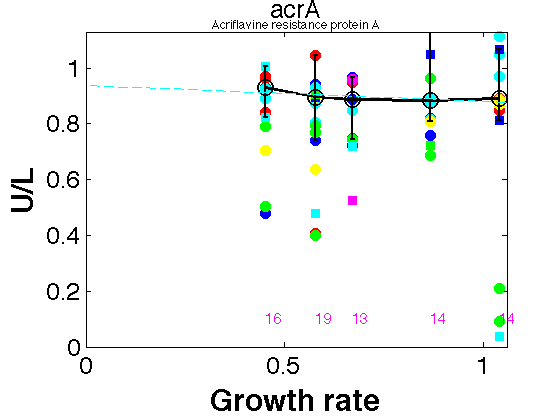 acrA
Acriflavine resistance protein A
U/L
1
0.8
0.6
0.4
0.2
0
16 19 13 14 14
0 0.5 1
Growth rate